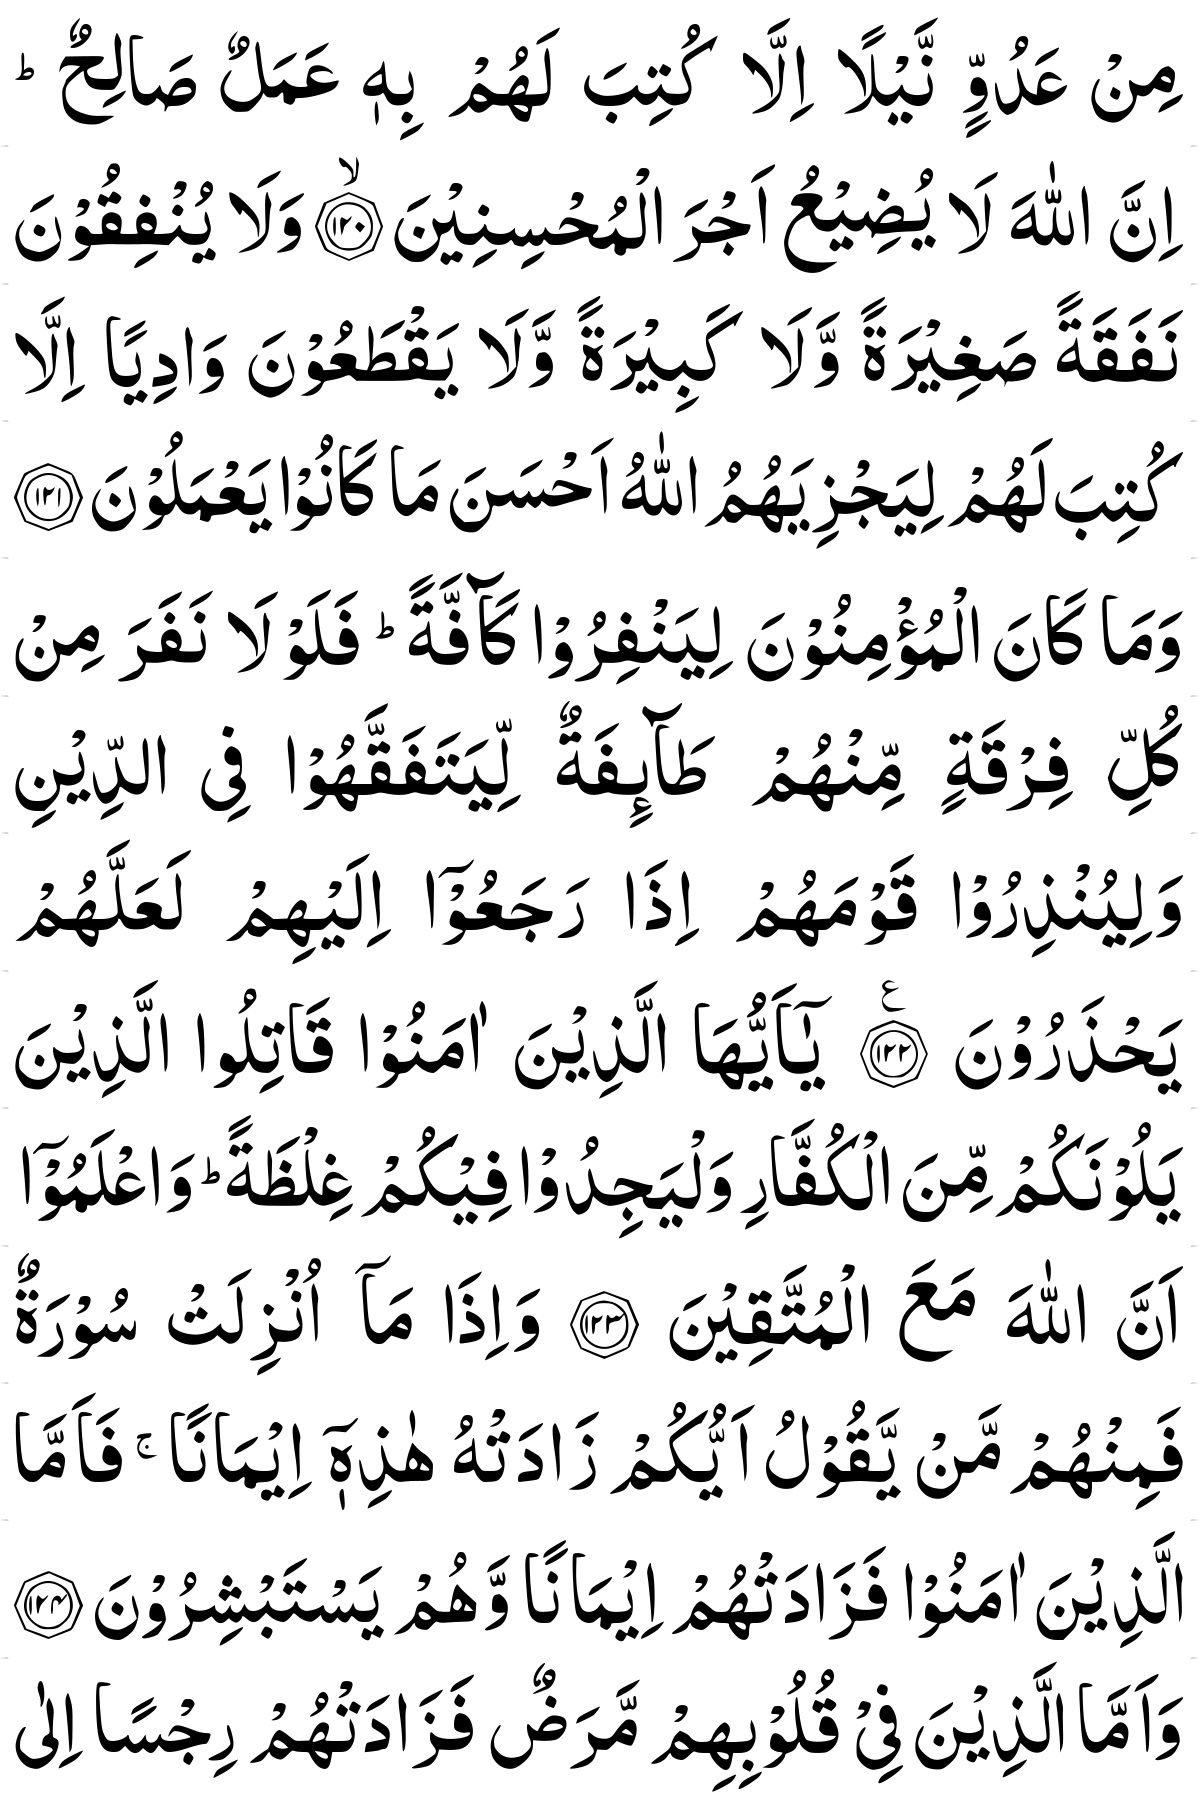 مِنْ عَدُوٍّ نَّيْلًا اِلَّا كُتِبَ لَهُمْ بِهٖ عَمَلٌ صَالِحٌ ؕ
اِنَّ اللّٰهَ لَا يُضِيْعُ اَجْرَ الْمُحْسِنِيْنَ ۙ﴿۱۲۰﴾ وَلَا يُنْفِقُوْنَ
نَفَقَةً صَغِيْرَةً وَّلَا كَبِيْرَةً وَّلَا يَقْطَعُوْنَ وَادِيًا اِلَّا
كُتِبَ لَهُمْ لِيَجْزِيَهُمُ اللّٰهُ اَحْسَنَ مَا كَانُوْا يَعْمَلُوْنَ ﴿۱۲۱﴾
وَمَا كَانَ الْمُؤْمِنُوْنَ لِيَنْفِرُوْا كَآفَّةً ؕ فَلَوْ لَا نَفَرَ مِنْ
كُلِّ فِرْقَةٍ مِّنْهُمْ طَآئِفَةٌ لِّيَتَفَقَّهُوْا فِى الدِّيْنِ
وَلِيُنْذِرُوْا قَوْمَهُمْ اِذَا رَجَعُوْۤا اِلَيْهِمْ لَعَلَّهُمْ
يَحْذَرُوْنَ ﴿۱۲۲﴾ع يٰۤاَيُّهَا الَّذِيْنَ اٰمَنُوْا قَاتِلُوا الَّذِيْنَ
يَلُوْنَكُمْ مِّنَ الْكُفَّارِ وَلْيَجِدُوْا فِيْكُمْ غِلْظَةً ؕ وَاعْلَمُوْۤا
اَنَّ اللّٰهَ مَعَ الْمُتَّقِيْنَ ﴿۱۲۳﴾ وَاِذَا مَاۤ اُنْزِلَتْ سُوْرَةٌ
فَمِنْهُمْ مَّنْ يَّقُوْلُ اَيُّكُمْ زَادَتْهُ هٰذِهٖۤ اِيْمَانًا ۚ فَاَمَّا
الَّذِيْنَ اٰمَنُوْا فَزَادَتْهُمْ اِيْمَانًا وَّهُمْ يَسْتَبْشِرُوْنَ ﴿۱۲۴﴾
وَاَمَّا الَّذِيْنَ فِىْ قُلُوْبِهِمْ مَّرَضٌ فَزَادَتْهُمْ رِجْسًا اِلٰى